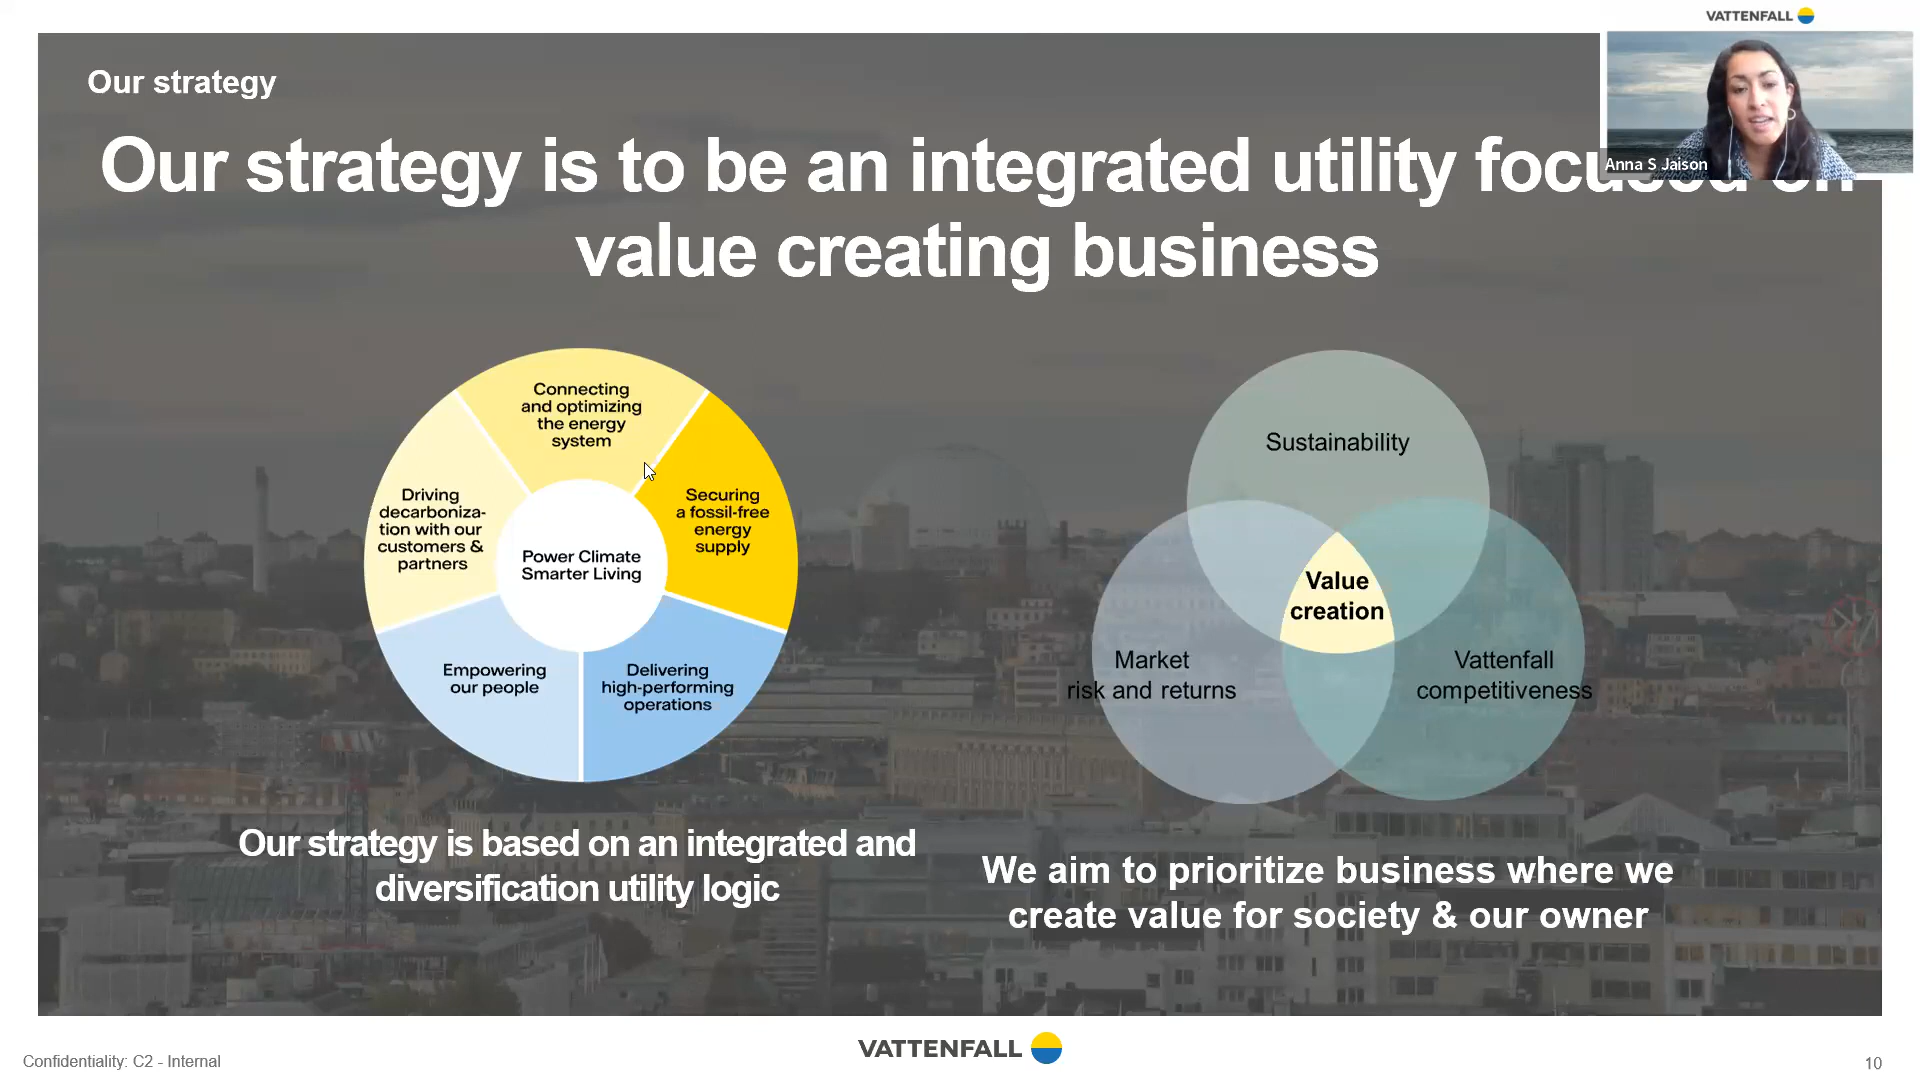 VATTENFALL
Our strategy
Anna S Jaison
Our strategy is to be an integrated utility focused on
value creating business
Connecting
and optimizing
the energy
system
Securing
a fossil-free
energy
supply
Driving
decarboniza-
tion with our
customers &
partners
Power Climate
Smarter Living
Empowering
our people
Delivering
high-performing
operations
Sustainability
Value
creation
Market
risk and returns
Vattenfall
competitiveness
Our strategy is based on an integrated and
diversification utility logic
We aim to prioritize business where we
create value for society & our owner
VATTENFALL
Confidentiality: C2 - Internal
10